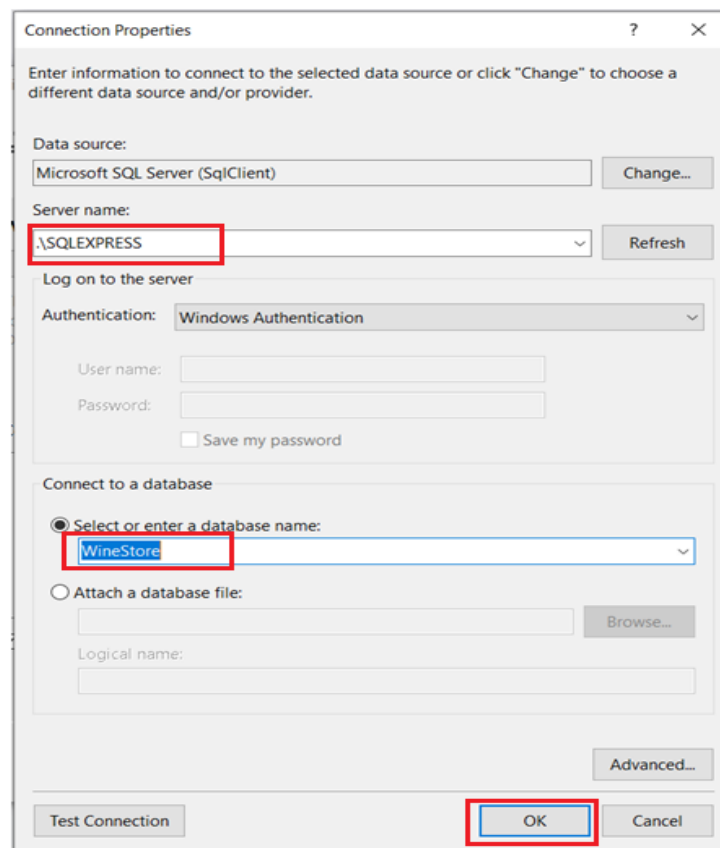 Connection Properties
?
Enter information to connect to the selected data source or click "Change" to choose a
different data source and/or provider.
Data source:
Microsoft SQL Server (SqlClient)
Change...
Server name:
.\SQLEXPRESS
Refresh
Log on to the server
Authentication:
Windows Authentication
User name:
Password:
Save my password
Connect to a database
Select or enter a database name:
WineStore
Attach a database file:
Browse...
Logical name:
Advanced...
Test Connection
OK
Cancel